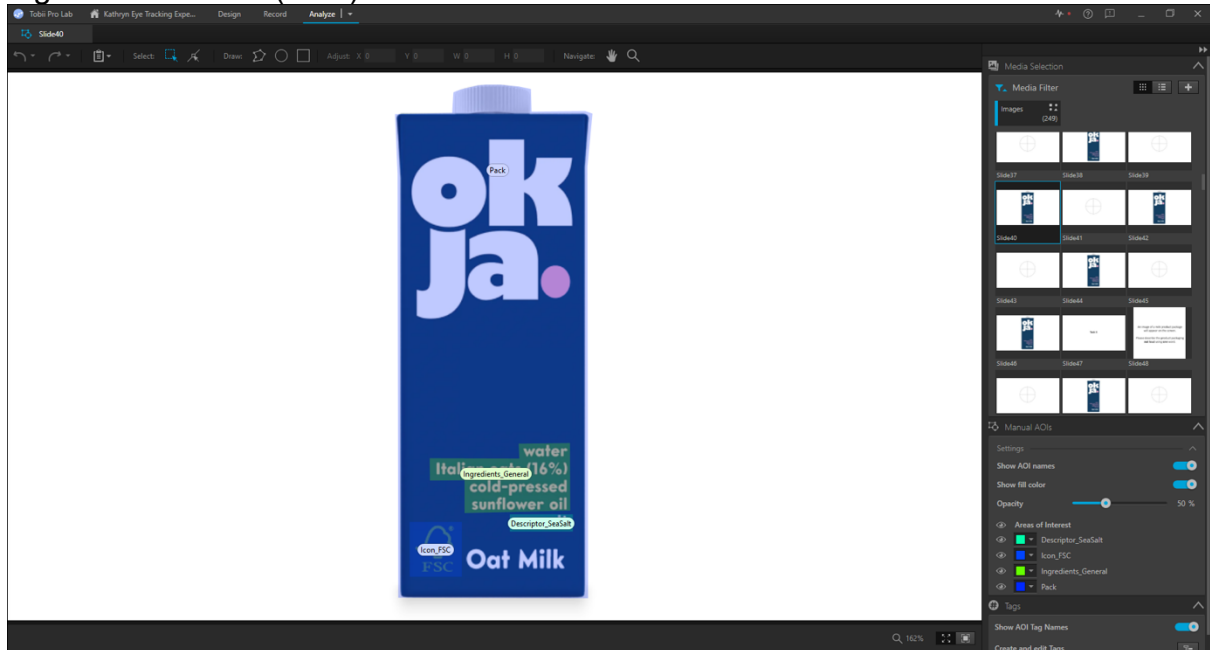 Tobii Pro Lab Kathryn Eye Tracking Expe... Design Record Analyze
Slide40
Select: Draw: Adjust: X 0 Y 0 W 0 H 0 Navigate:
Media Selection
Media Filter
Images
(249)
Slide37 Slide38 Slide39
Slide40 Slide41 Slide42
Slide43 Slide44 Slide45
Slide46 Slide47 Slide48
Manual AOIs
Settings
Show AOI names
Show fill color
Opacity 50 %
Areas of Interest
Descriptor_SeaSalt
Icon_FSC
Ingredients_General
Pack
Tags
Show AOI Tag Names
Create and edit Tags
ok
ja.
Pack
water
Italian (16%)
Ingredients_General
cold-pressed
sunflower oil
Descriptor_SeaSalt
Icon_FSC
FSC
Oat Milk
162%